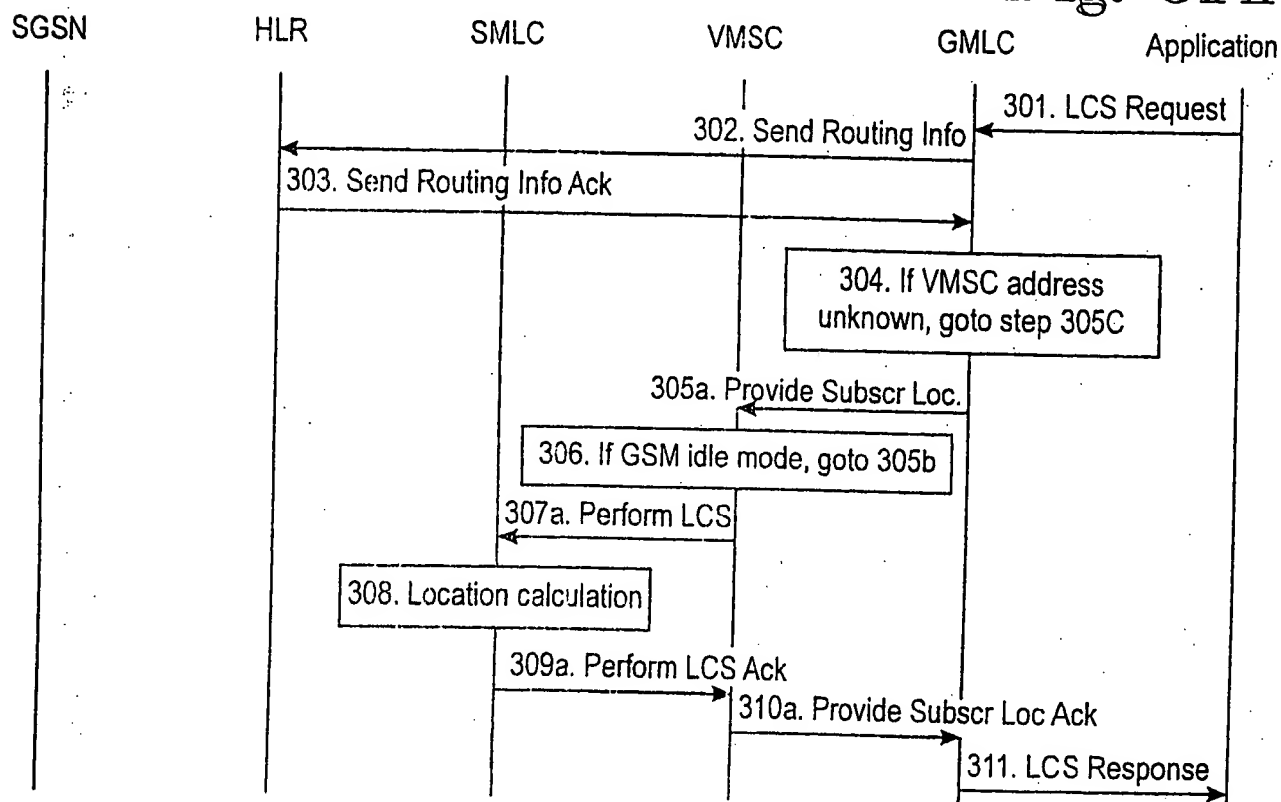 SGSN
HLR
SMLC
VMSC
GMLC
Application
301. LCS Request
302. Send Routing Info
303. Send Routing Info Ack
304. If VMSC address
unknown, goto step 305C
305a. Provide Subscr Loc.
306. If GSM idle mode, goto 305b
307a. Perform LCS
308. Location calculation
309a. Perform LCS Ack
310a. Provide Subscr Loc Ack
311. LCS Response